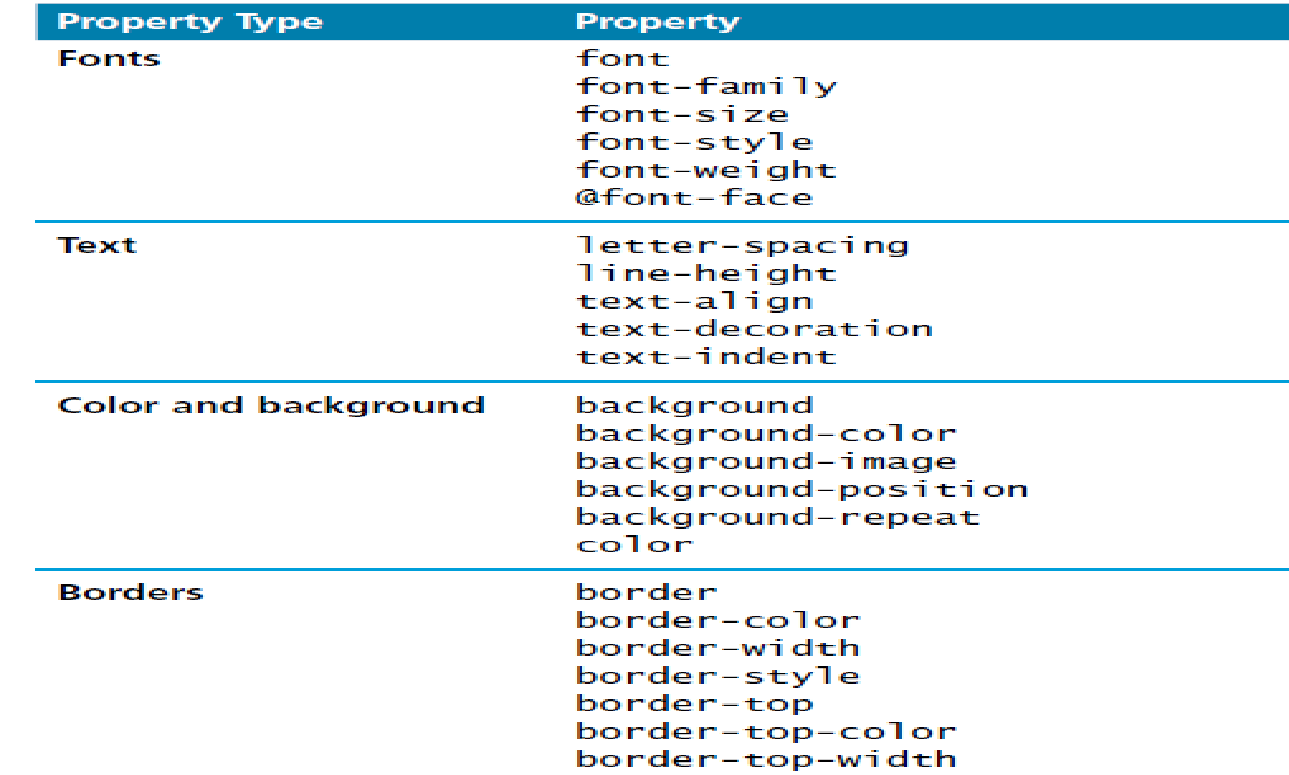 Property Type Property
Fonts font
font-family
font-size
font-style
font-weight
@font-face
Text letter-spacing
line-height
text-align
text-decoration
text-indent
Color and background background
background-color
background-image
background-position
background-repeat
color
Borders border
border-color
border-width
border-style
border-top
border-top-color
border-top-width